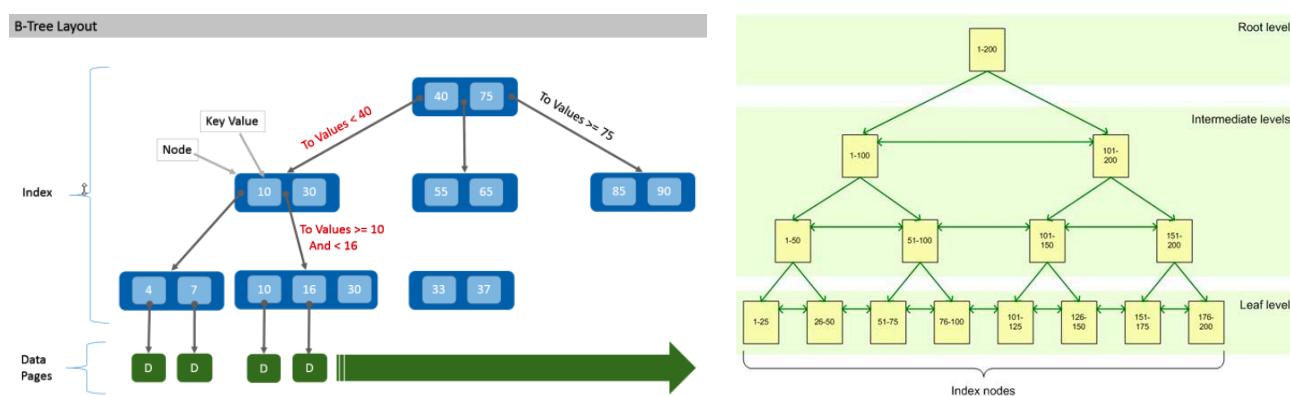 B-Tree Layout
40 75
To Values < 40
To Values >= 75
Key Value
Node
Index
10 30
55 65
85 90
To Values >= 10
And < 16
4 7
10 16 30
33 37
Data
Pages
D D D D
Root level
1-200
Intermediate levels
1-100
101-
200
1-50
51-100
101-
150
151-
200
Leaf level
1-25
26-50
51-75
76-100
101-
125
126-
150
151-
175
176-
200
Index nodes